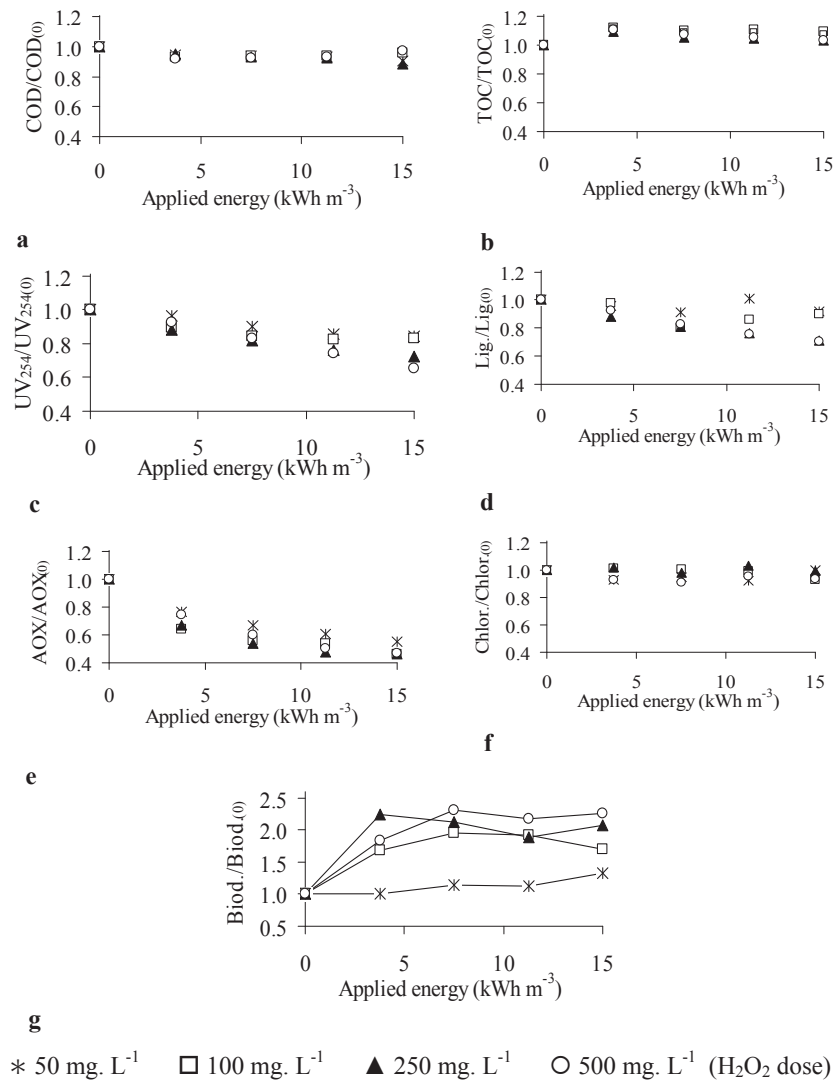 COD/COD(0)
1.2
1.0
0.8
0.6
0.4
0 5 10 15
Applied energy (kWh m⁻³)
a
TOC/TOC(0)
1.2
1.0
0.8
0.6
0.4
0 5 10 15
Applied energy (kWh m⁻³)
b
UV₂₅₄/UV₂₅₄(0)
1.2
1.0
0.8
0.6
0.4
0 5 10 15
Applied energy (kWh m⁻³)
c
Lig./Lig(0)
1.2
1.0
0.8
0.6
0.4
0 5 10 15
Applied energy (kWh m⁻³)
d
AOX/AOX(0)
1.2
1.0
0.8
0.6
0.4
0 5 10 15
Applied energy (kWh m⁻³)
e
Chlor./Chlor.(0)
1.2
1.0
0.8
0.6
0.4
0 5 10 15
Applied energy (kWh m⁻³)
f
Biod./Biod.(0)
2.5
2.0
1.5
1.0
0.5
0 5 10 15
Applied energy (kWh m⁻³)
g
50 mg. L⁻¹ 100 mg. L⁻¹ 250 mg. L⁻¹ 500 mg. L⁻¹ (H₂O₂ dose)